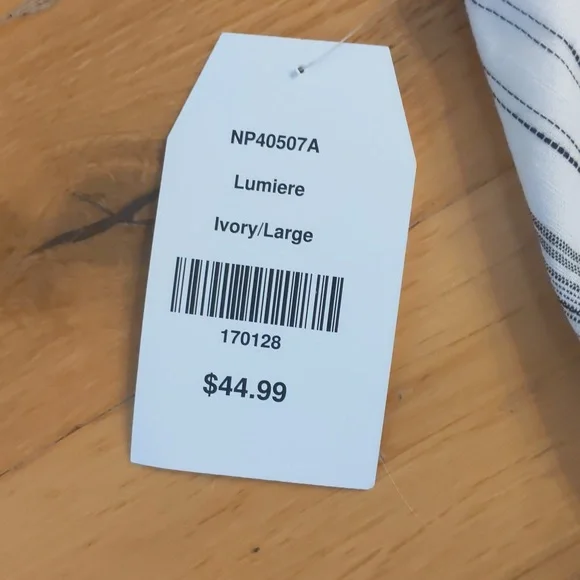 NP40507A
Lumiere
Ivory/Large
170128
$44.99